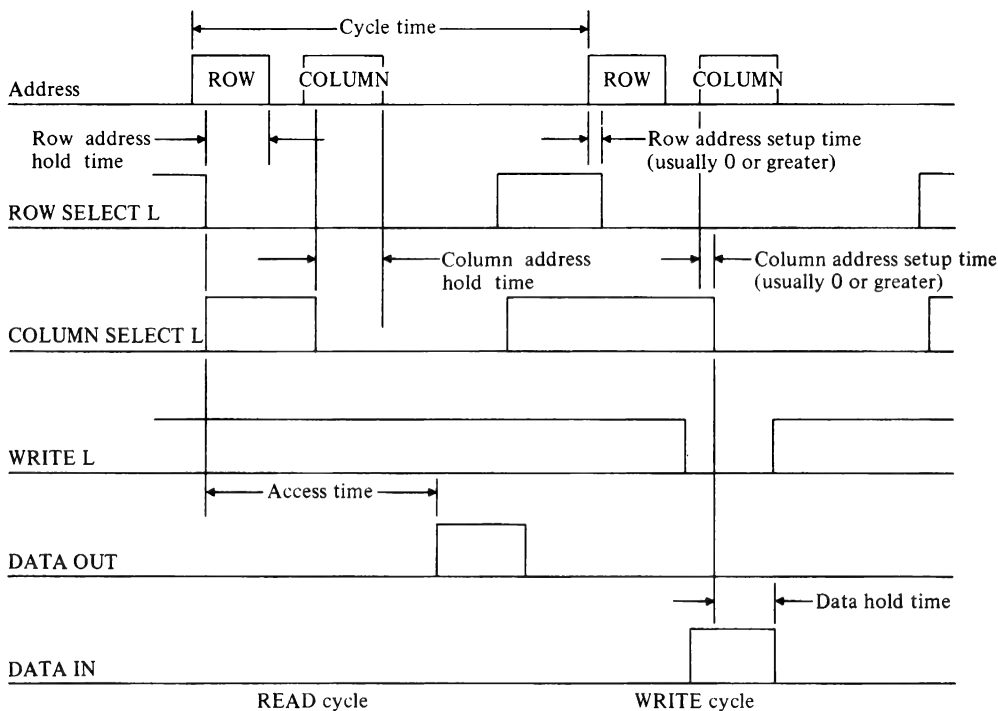 Cycle time
Address
ROW
COLUMN
ROW
COLUMN
Row address
hold time
Row address setup time
(usually 0 or greater)
ROW SELECT L
Column address
hold time
Column address setup time
(usually 0 or greater)
COLUMN SELECT L
WRITE L
Access time
DATA OUT
Data hold time
DATA IN
READ cycle
WRITE cycle